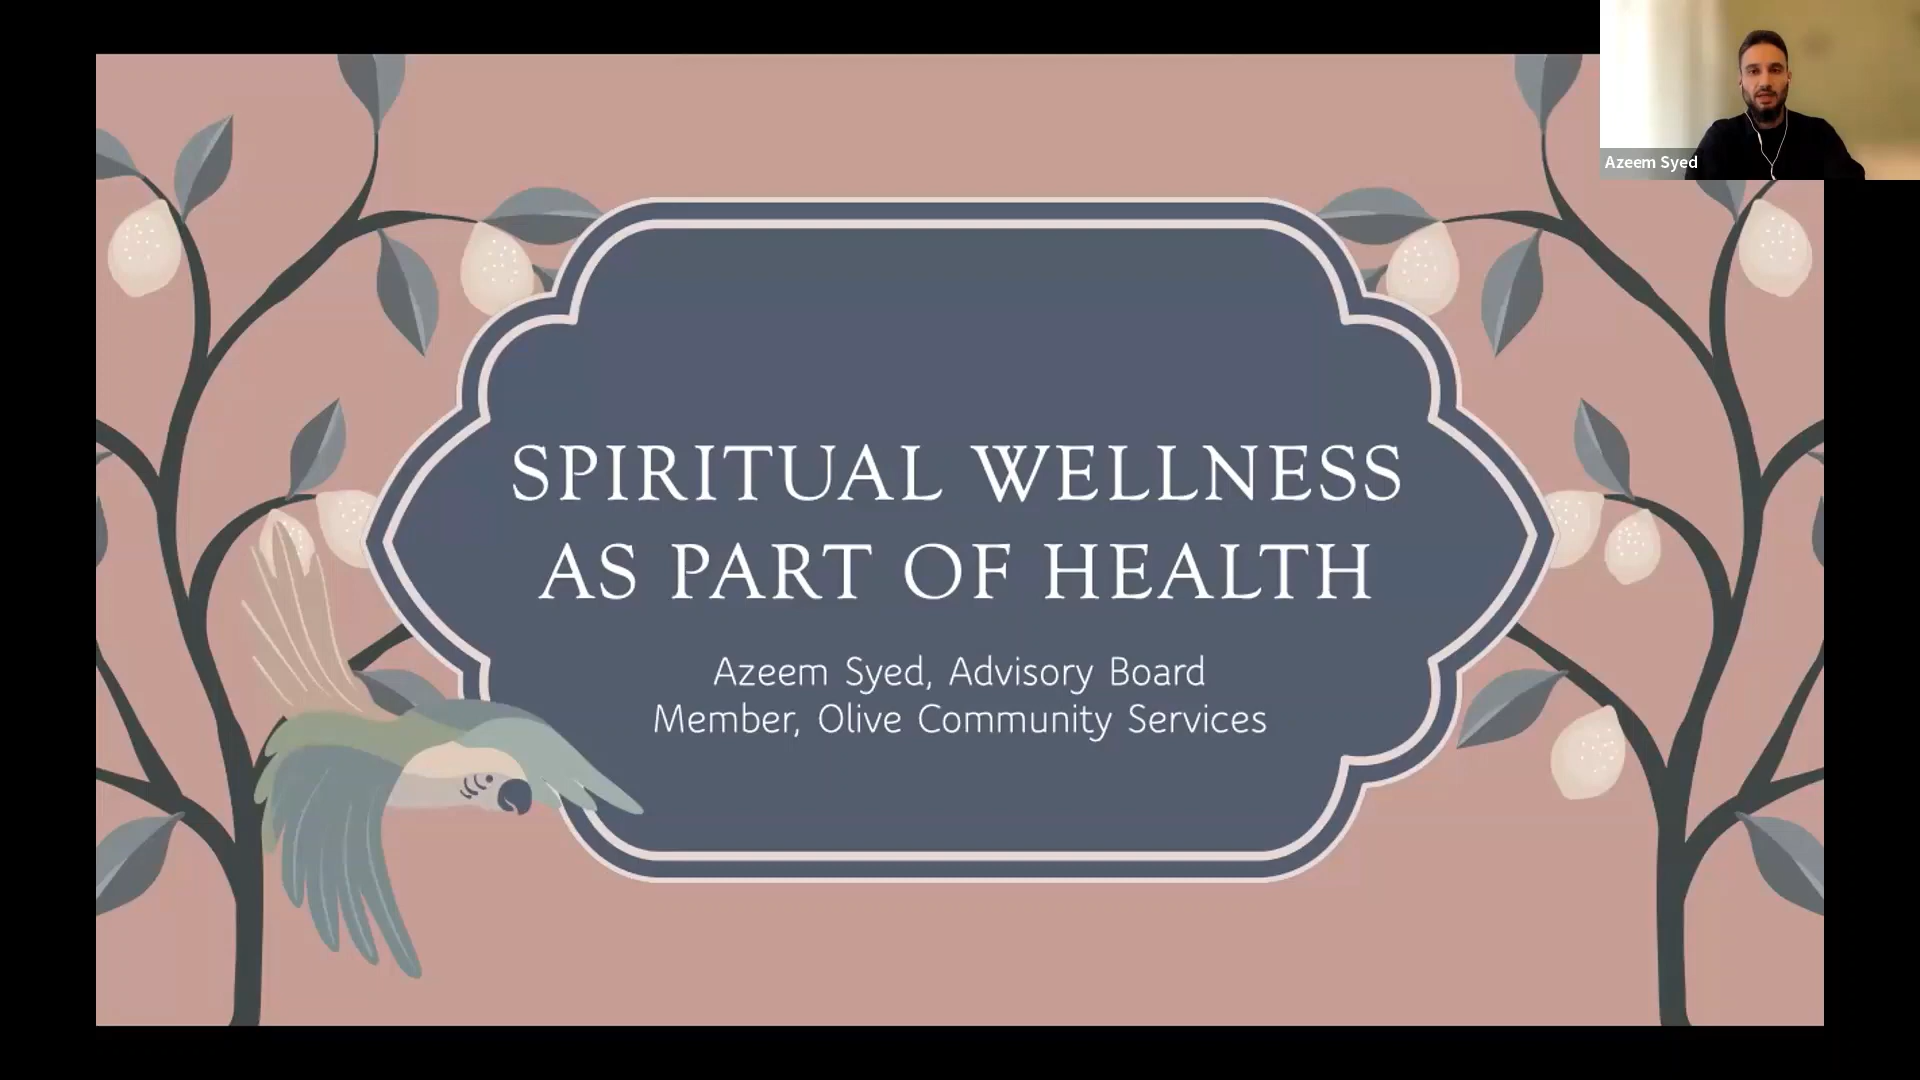 Azeem Syed
SPIRITUAL WELLNESS
AS PART OF HEALTH
Azeem Syed, Advisory Board
Member, Olive Community Services